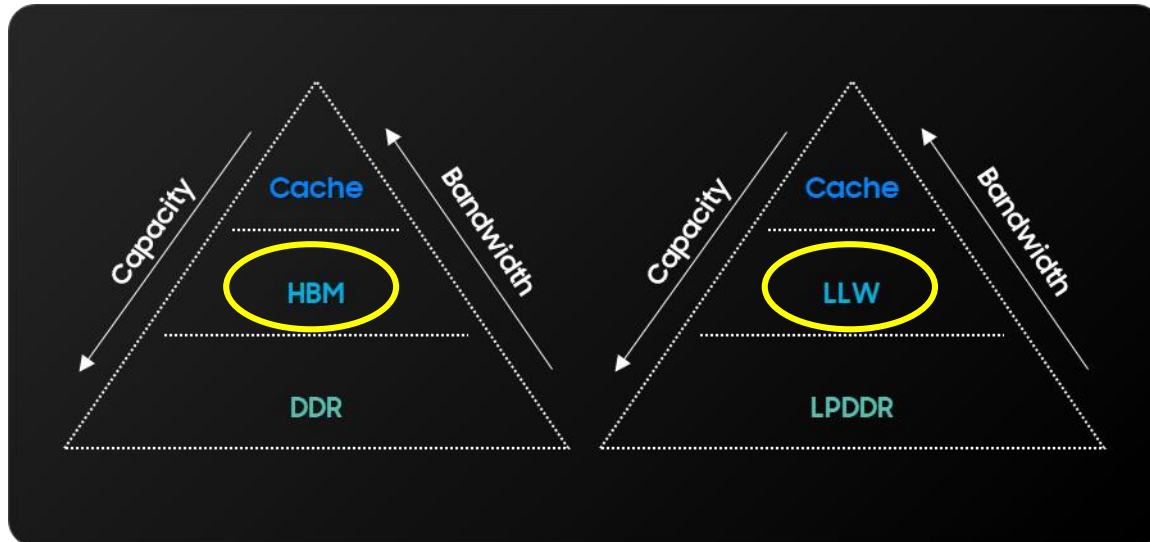 Capacity
Bandwidth
Cache
HBM
DDR
Capacity
Bandwidth
Cache
LLW
LPDDR